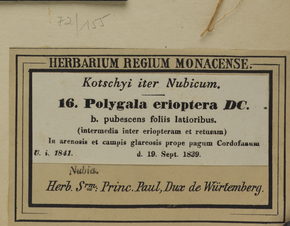 72/155
HERBARIUM REGIUM MONACENSE.
Kotschyi iter Nubicum.
16. Polygala erioptera DC.
b. pubescens foliis latioribus.
(intermedia inter eriopteram et retusam)
In arenosis et campis glareosis prope pagum Cordofanum
U. i. 1841. d. 19. Sept. 1839.
Nubia.
Herb. Srmi. Princ. Paul, Dux de Würtemberg.